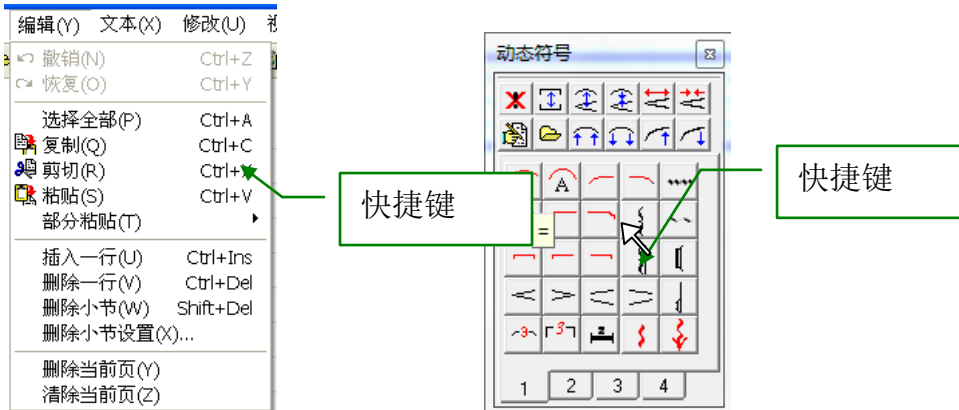 编辑(Y) 文本(X) 修改(U)
撤销(N) Ctrl+Z
恢复(O) Ctrl+Y
选择全部(P) Ctrl+A
复制(Q) Ctrl+C
剪切(R) Ctrl+
粘贴(S) Ctrl+V
部分粘贴(T)
插入一行(U) Ctrl+Ins
删除一行(V) Ctrl+Del
删除小节(W) Shift+Del
删除小节设置(X)...
删除当前页(Y)
清除当前页(Z)
快捷键
动态符号
A
=
3 3 2
1 2 3 4
快捷键